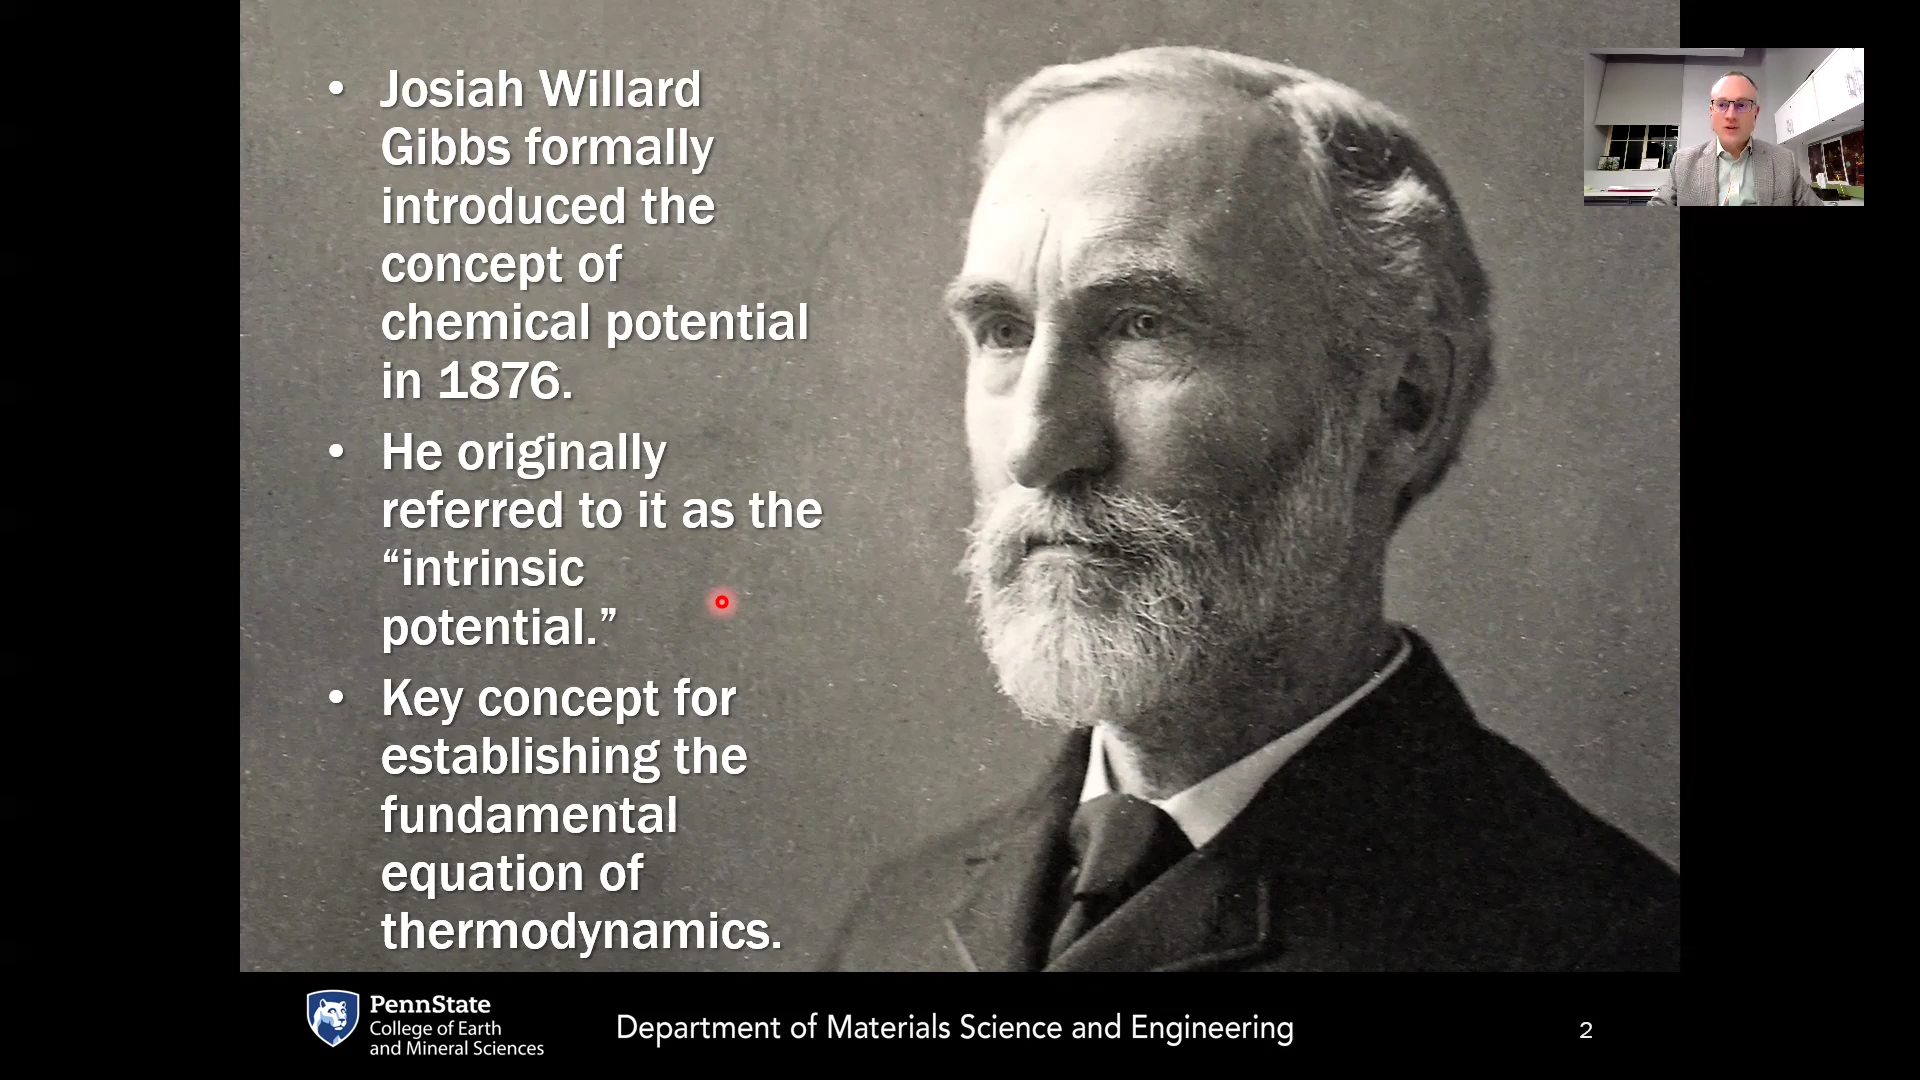 • Josiah Willard
Gibbs formally
introduced the
concept of
chemical potential
in 1876.
• He originally
referred to it as the
“intrinsic
potential.”
• Key concept for
establishing the
fundamental
equation of
thermodynamics.
PennState
College of Earth
and Mineral Sciences
Department of Materials Science and Engineering
2